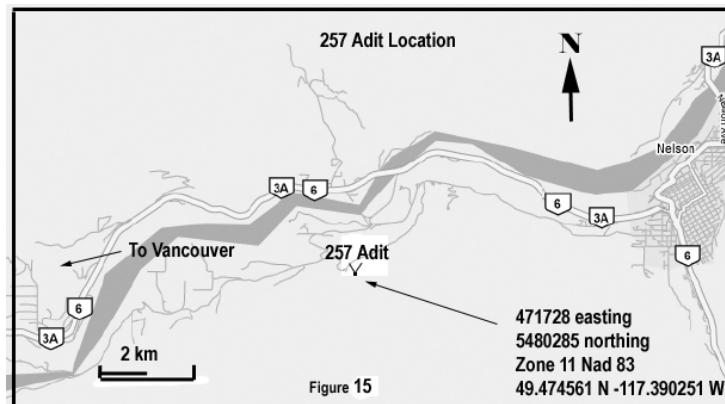 257 Adit Location
N
3A
Nelson
3A
6
6
3A
To Vancouver
257 Adit
6
6
3A
2 km
471728 easting
5480285 northing
Zone 11 Nad 83
49.474561 N -117.390251 W
Figure 15